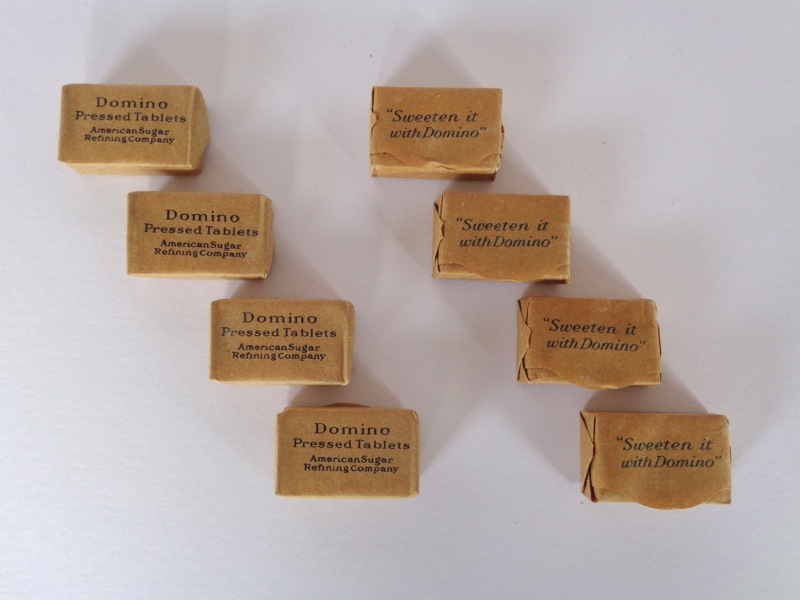 Domino
Pressed Tablets
American Sugar
Refining Company
"Sweeten it
with Domino"
Domino
Pressed Tablets
American Sugar
Refining Company
"Sweeten it
with Domino"
Domino
Pressed Tablets
American Sugar
Refining Company
"Sweeten it
with Domino"
Domino
Pressed Tablets
American Sugar
Refining Company
"Sweeten it
with Domino"